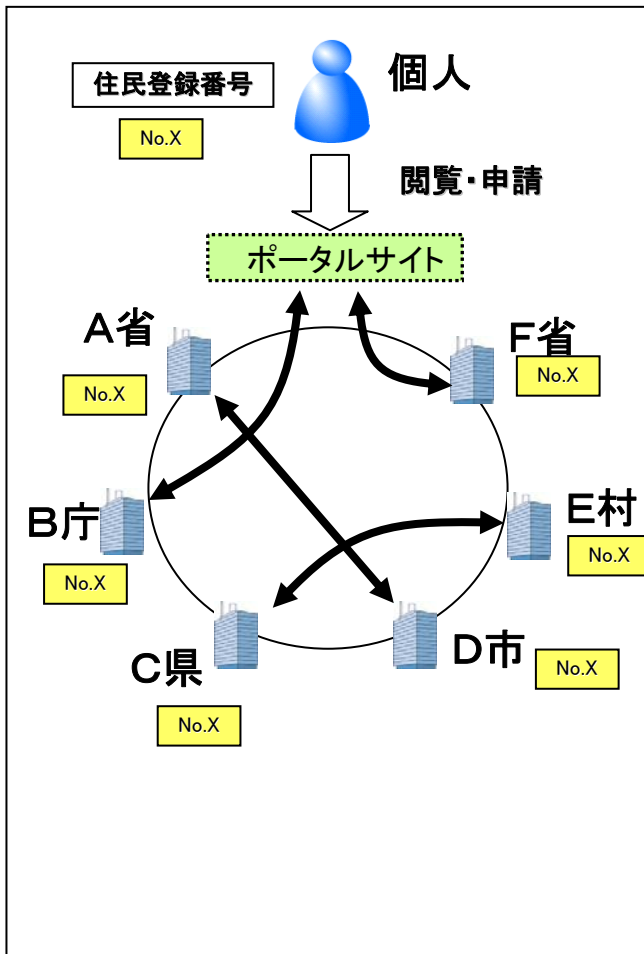 個人
住民登録番号
No.X
閲覧・申請
ポータルサイト
A省
No.X
F省
No.X
B庁
No.X
E村
No.X
C県
No.X
D市
No.X